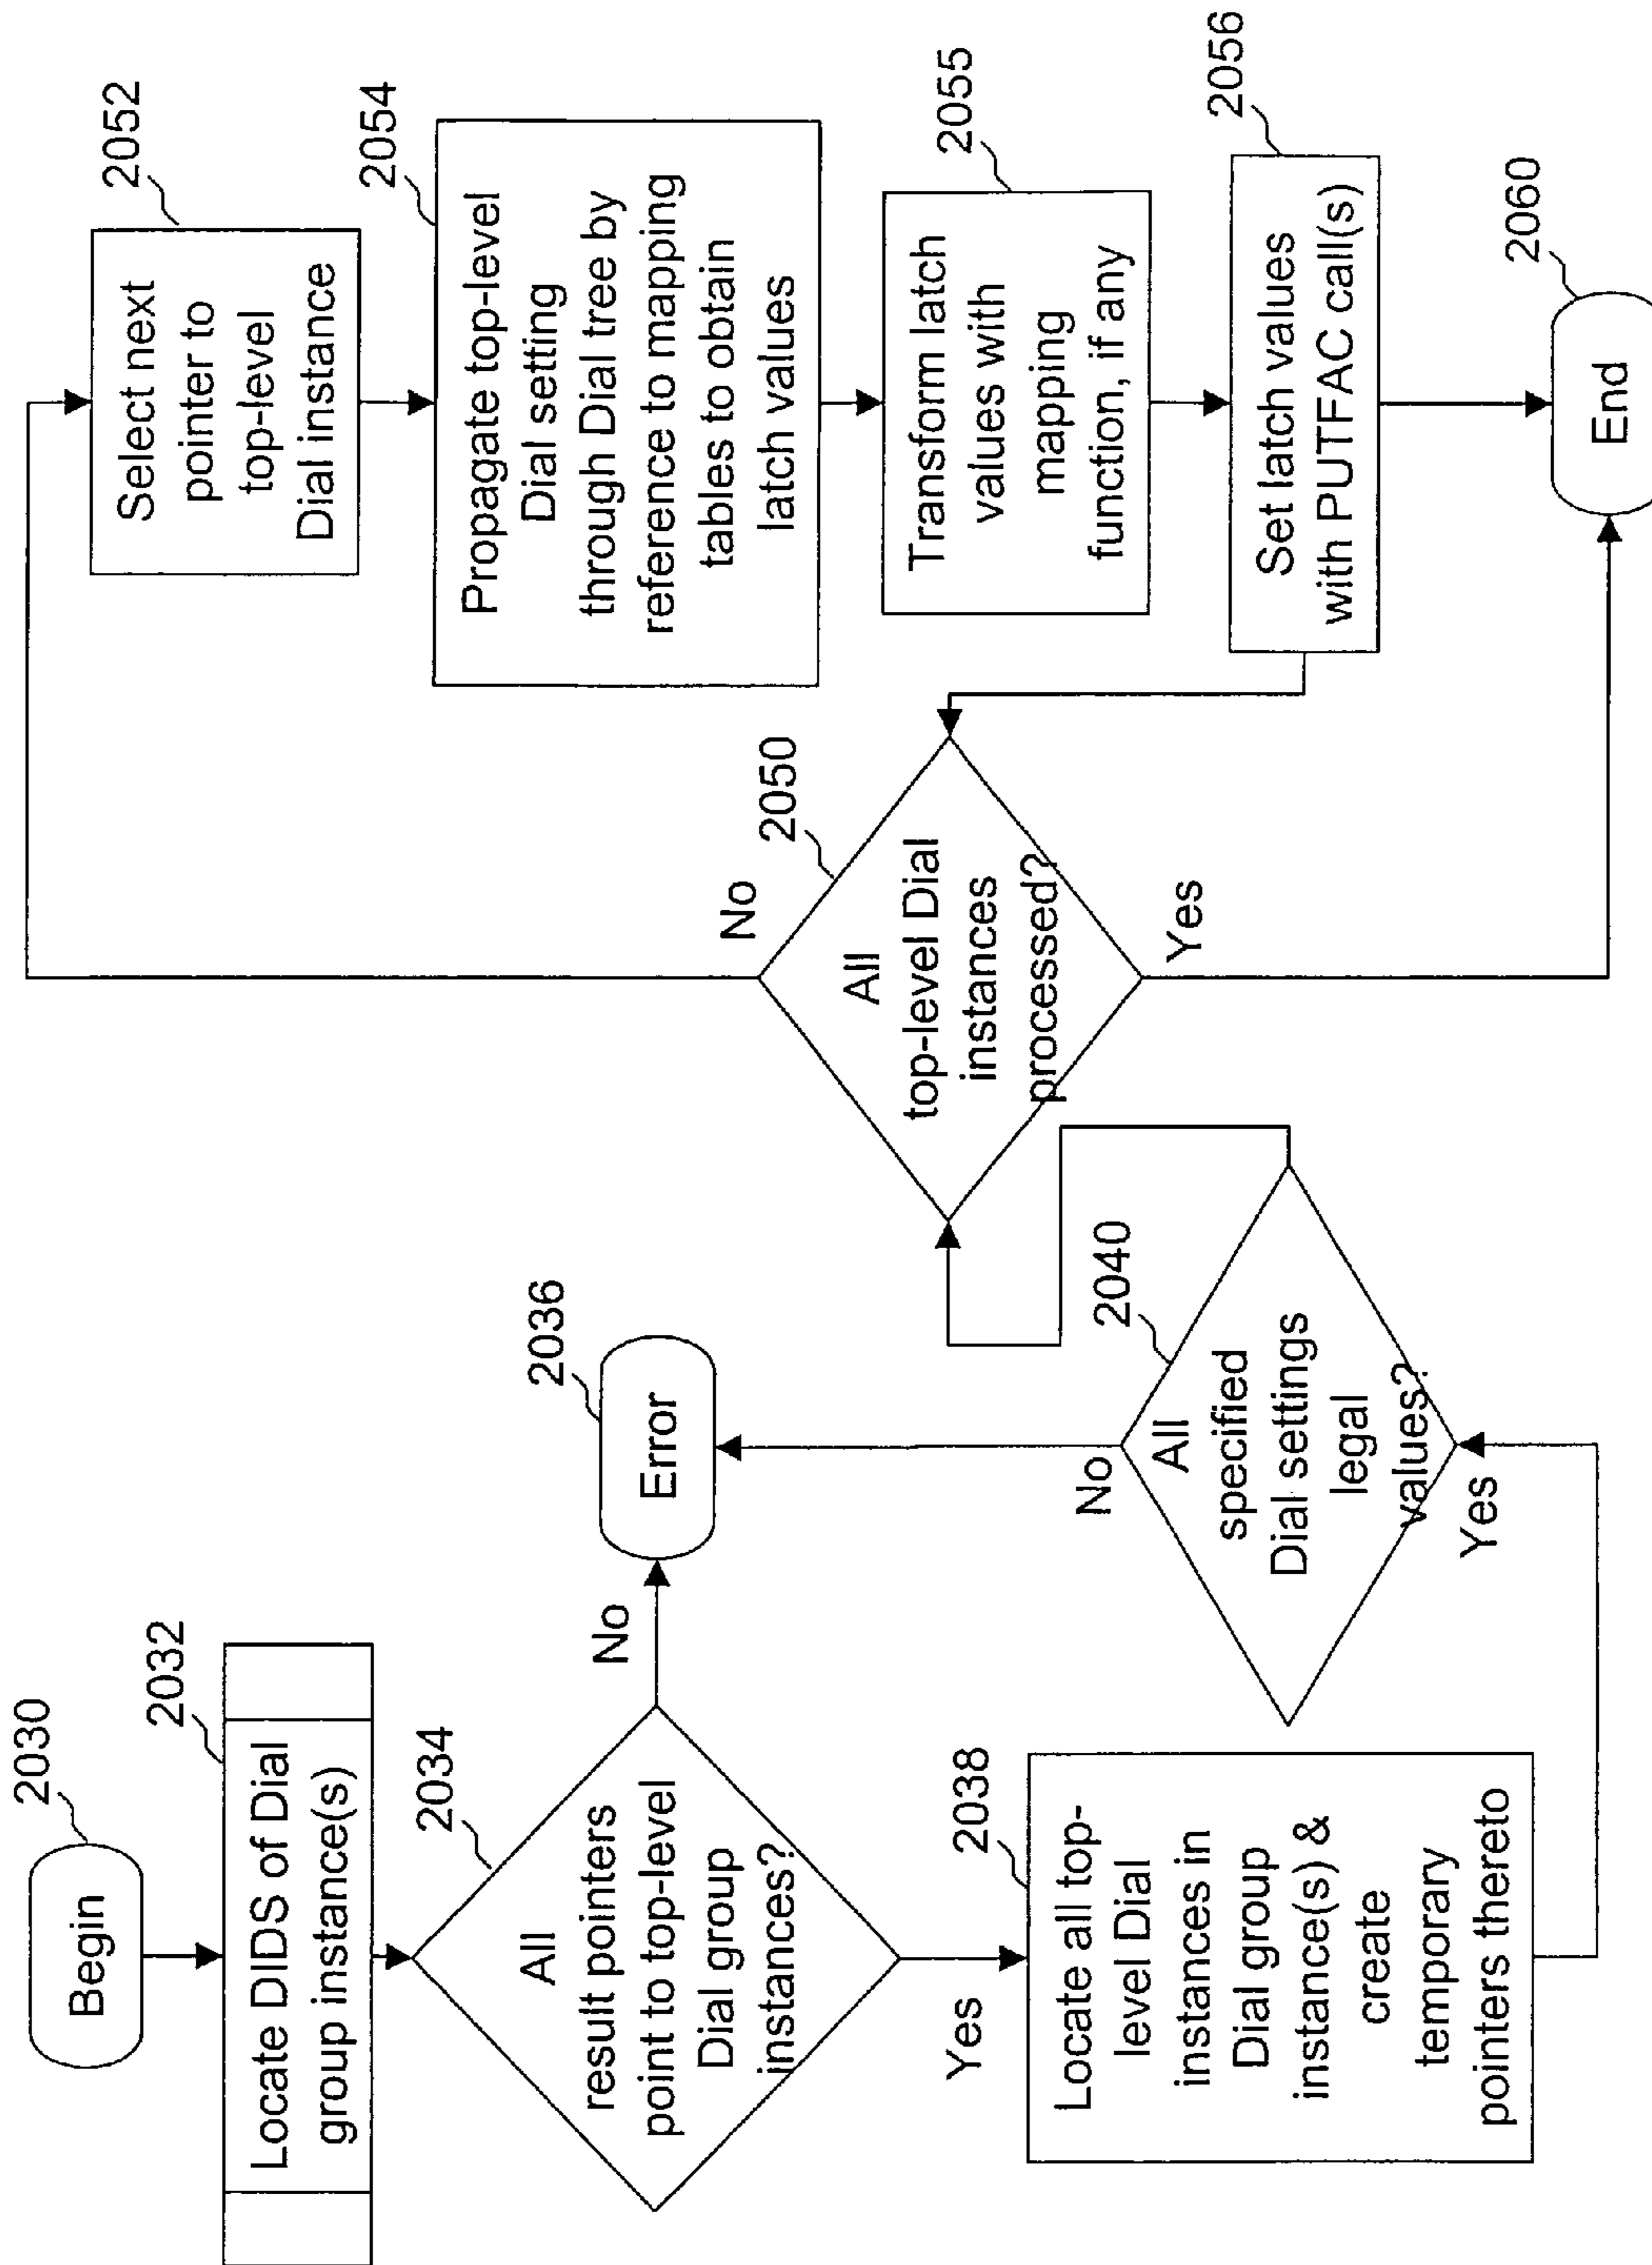 2030
Begin
2032
Locate DIDS of Dial
group instance(s)
2034
All
result pointers
point to top-level
Dial group
instances?
No
2036
Error
Yes
2038
Locate all top-
level Dial
instances in
Dial group
instance(s) &
create
temporary
pointers thereto
2040
No
All
specified
Dial settings
legal
values?
Yes
2050
No
All
top-level Dial
instances
processed?
Yes
2052
Select next
pointer to
top-level
Dial instance
2054
Propagate top-level
Dial setting
through Dial tree by
reference to mapping
tables to obtain
latch values
2055
Transform latch
values with
mapping
function, if any
2056
Set latch values
with PUTFAC call(s)
2060
End